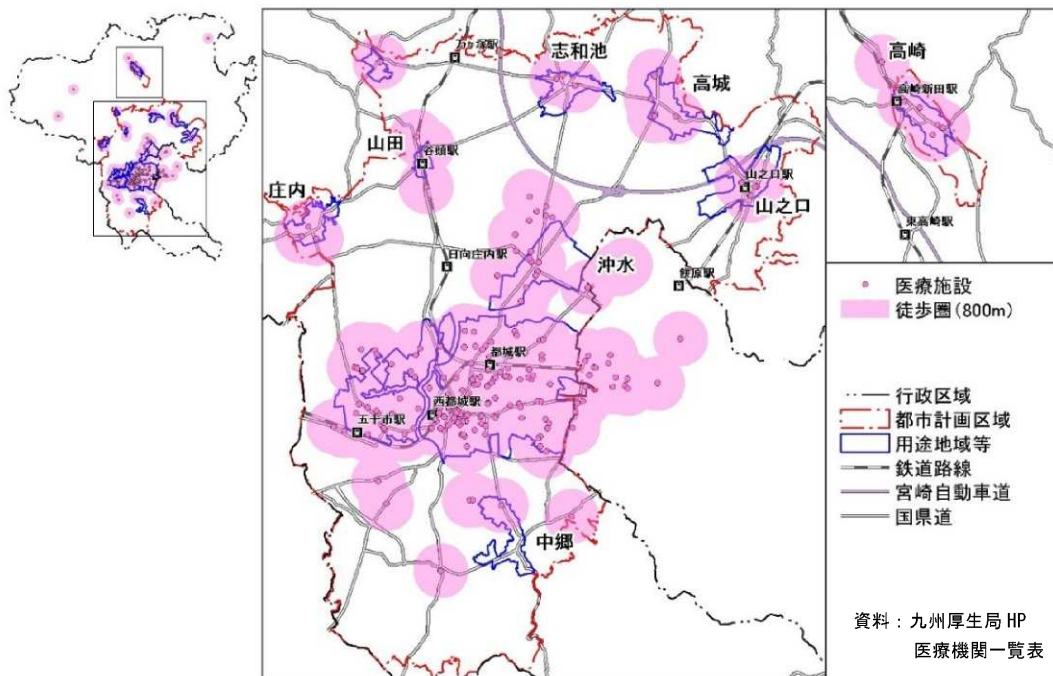 万ヶ塚駅
志和池
高城
山田
谷頭駅
山之口駅
山之口
庄内
日向庄内駅
沖水
餅原駅
都城駅
西都城駅
五十市駅
中郷
高崎
高崎新田駅
東高崎駅
医療施設
徒歩圏(800m)
行政区域
都市計画区域
用途地域等
鉄道路線
宮崎自動車道
国県道
資料：九州厚生局 HP
医療機関一覧表